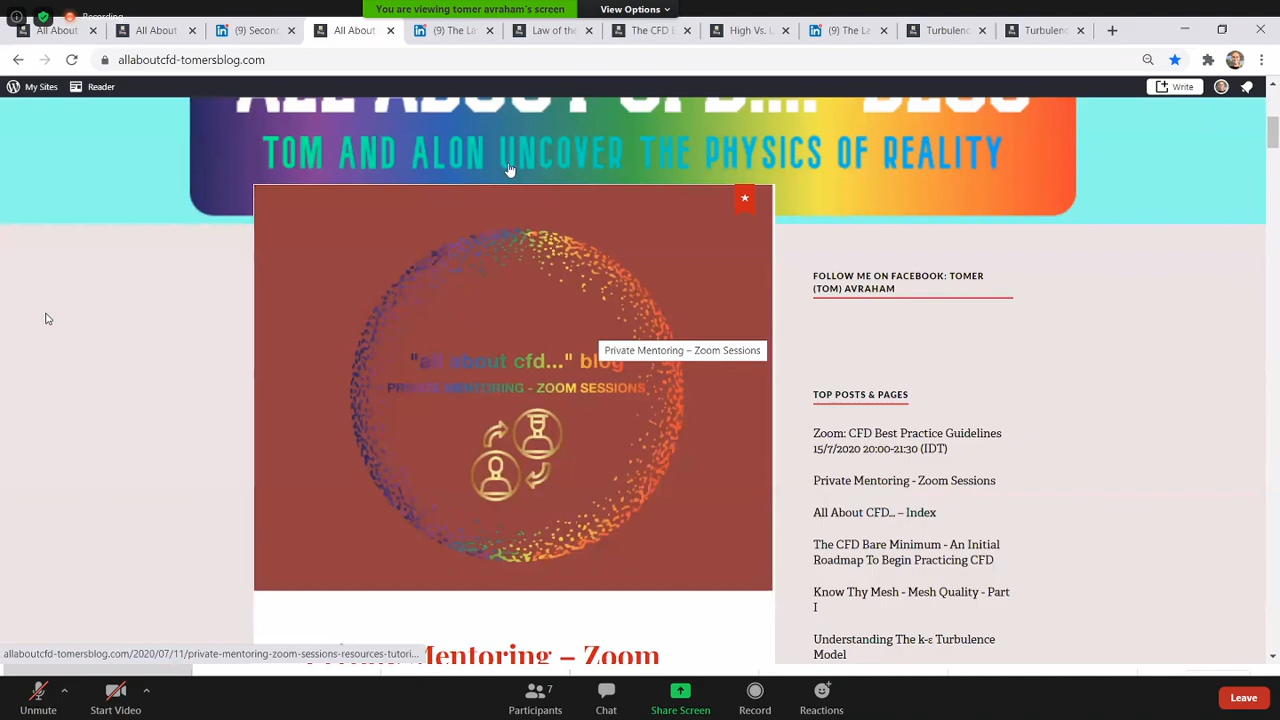 Recording
You are viewing tomer avraham's screen
View Options
All About
All About
(9) Secon
All About
(9) The La
Law of the
The CFD B
High Vs. L
(9) The La
Turbulenc
Turbulenc
allaboutcfd-tomersblog.com
My Sites
Reader
Write
ALL ABOUT CFD...." BLOG
TOM AND ALON UNCOVER THE PHYSICS OF REALITY
"all about cfd..." blog
PRIVATE MENTORING - ZOOM SESSIONS
Private Mentoring – Zoom Sessions
Mentoring – Zoom
FOLLOW ME ON FACEBOOK: TOMER
(TOM) AVRAHAM
TOP POSTS & PAGES
Zoom: CFD Best Practice Guidelines
15/7/2020 20:00-21:30 (IDT)
Private Mentoring - Zoom Sessions
All About CFD... – Index
The CFD Bare Minimum - An Initial
Roadmap To Begin Practicing CFD
Know Thy Mesh - Mesh Quality - Part
I
Understanding The k-ε Turbulence
Model
allaboutcfd-tomersblog.com/2020/07/11/private-mentoring-zoom-sessions-resources-tutori...
Unmute
Start Video
7
Participants
Chat
Share Screen
Record
Reactions
Leave